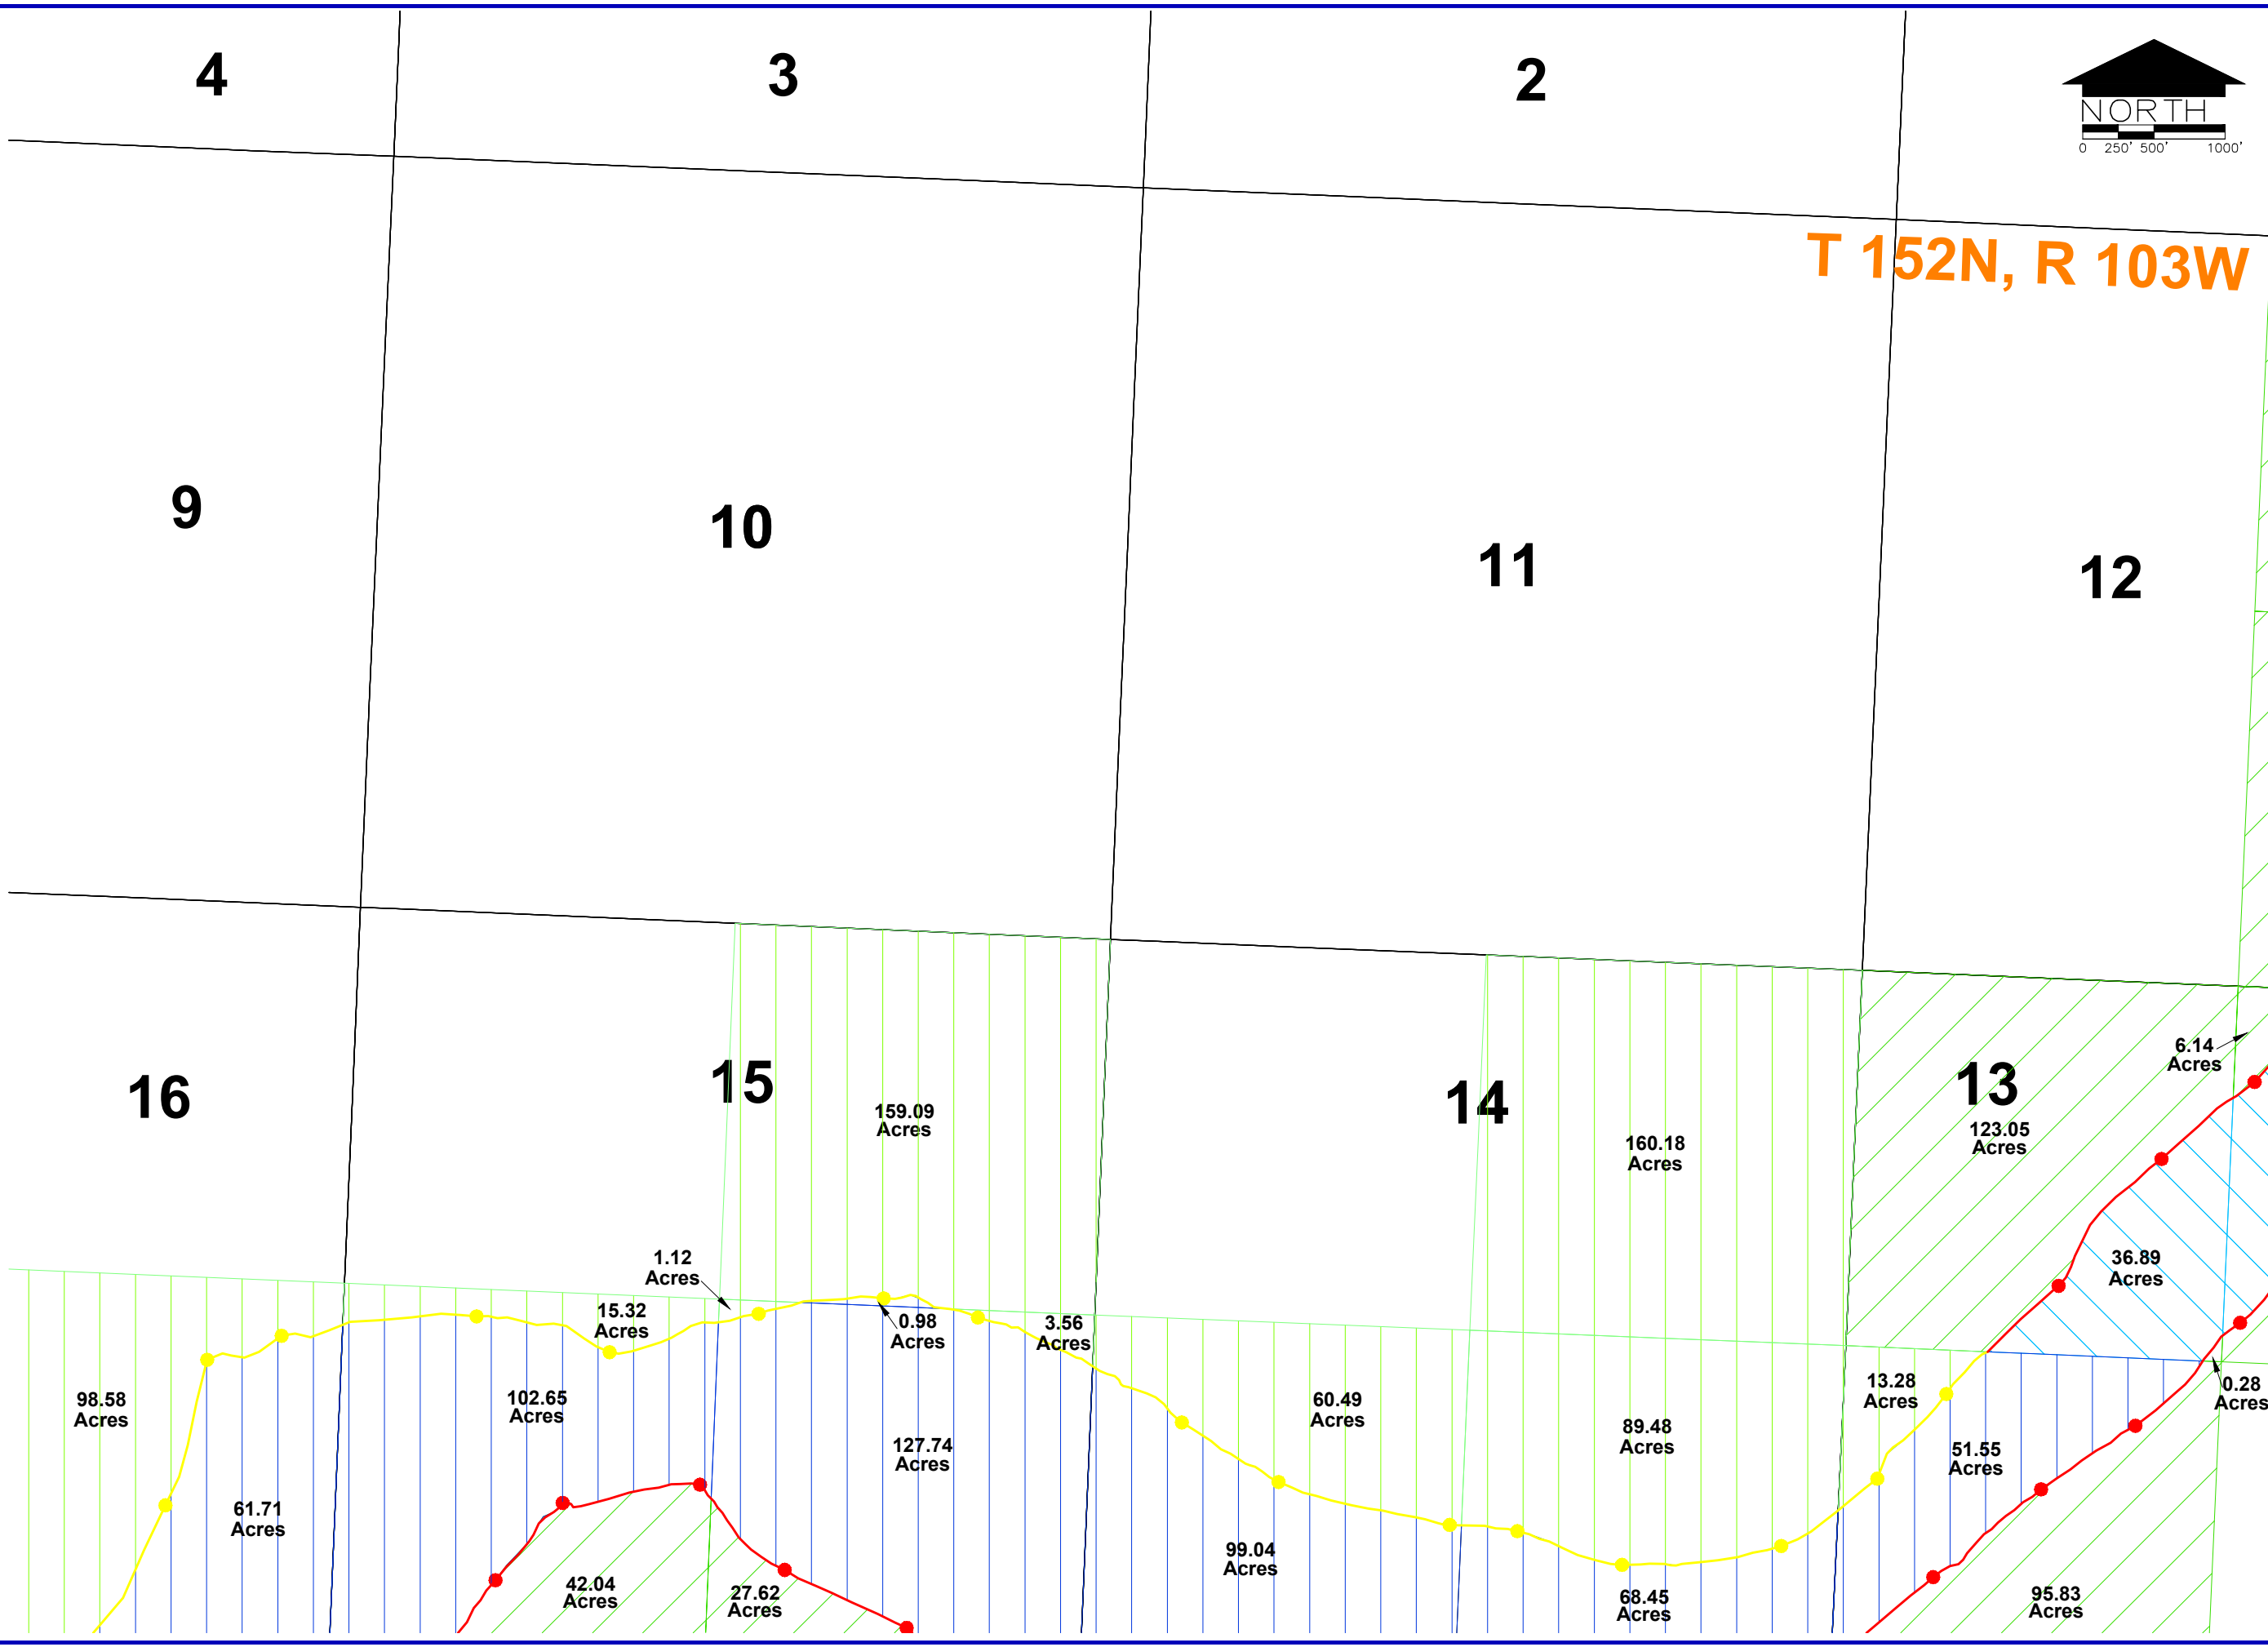 4
3
2
NORTH
0 250' 500' 1000'
T 152N, R 103W
9
10
11
12
16
15
14
13
6.14
Acres
159.09
Acres
160.18
Acres
123.05
Acres
1.12
Acres
15.32
Acres
0.98
Acres
3.56
Acres
36.89
Acres
98.58
Acres
102.65
Acres
60.49
Acres
13.28
Acres
0.28
Acres
127.74
Acres
89.48
Acres
51.55
Acres
61.71
Acres
99.04
Acres
42.04
Acres
27.62
Acres
68.45
Acres
95.83
Acres